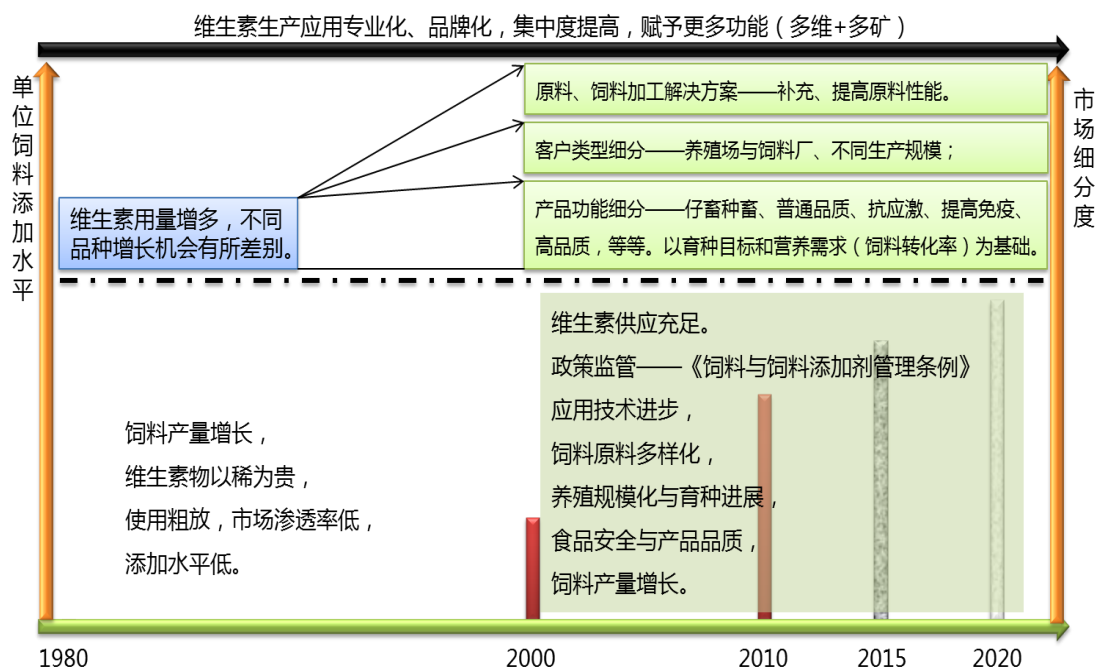 维生素生产应用专业化、品牌化，集中度提高，赋予更多功能（多维+多矿）
单位饲料添加水平
市场细分度
原料、饲料加工解决方案——补充、提高原料性能。
客户类型细分——养殖场与饲料厂、不同生产规模；
维生素用量增多，不同
品种增长机会有所差别。
产品功能细分——仔畜种畜、普通品质、抗应激、提高免疫、
高品质，等等。以育种目标和营养需求（饲料转化率）为基础。
饲料产量增长，
维生素物以稀为贵，
使用粗放，市场渗透率低，
添加水平低。
维生素供应充足。
政策监管——《饲料与饲料添加剂管理条例》
应用技术进步，
饲料原料多样化，
养殖规模化与育种进展，
食品安全与产品品质，
饲料产量增长。
1980 2000 2010 2015 2020